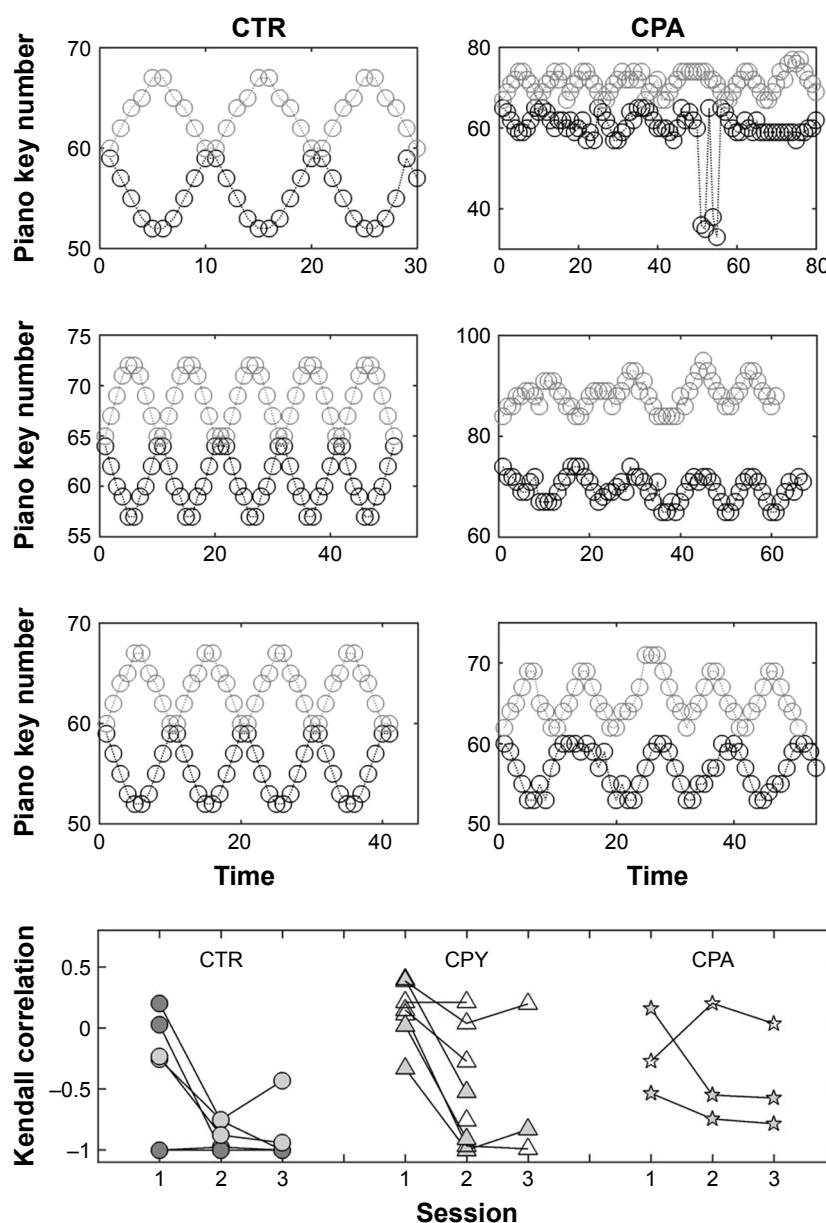 CTR CPA
Piano key number
70
60
50
0 10 20 30
80
60
40
0 20 40 60 80
Piano key number
75
70
65
60
55
0 20 40
100
80
60
0 20 40 60
Piano key number
70
60
50
0 20 40
Time
70
60
50
0 20 40
Time
Kendall correlation
0.5
0
−0.5
−1
CTR CPY CPA
1 2 3 1 2 3 1 2 3
Session